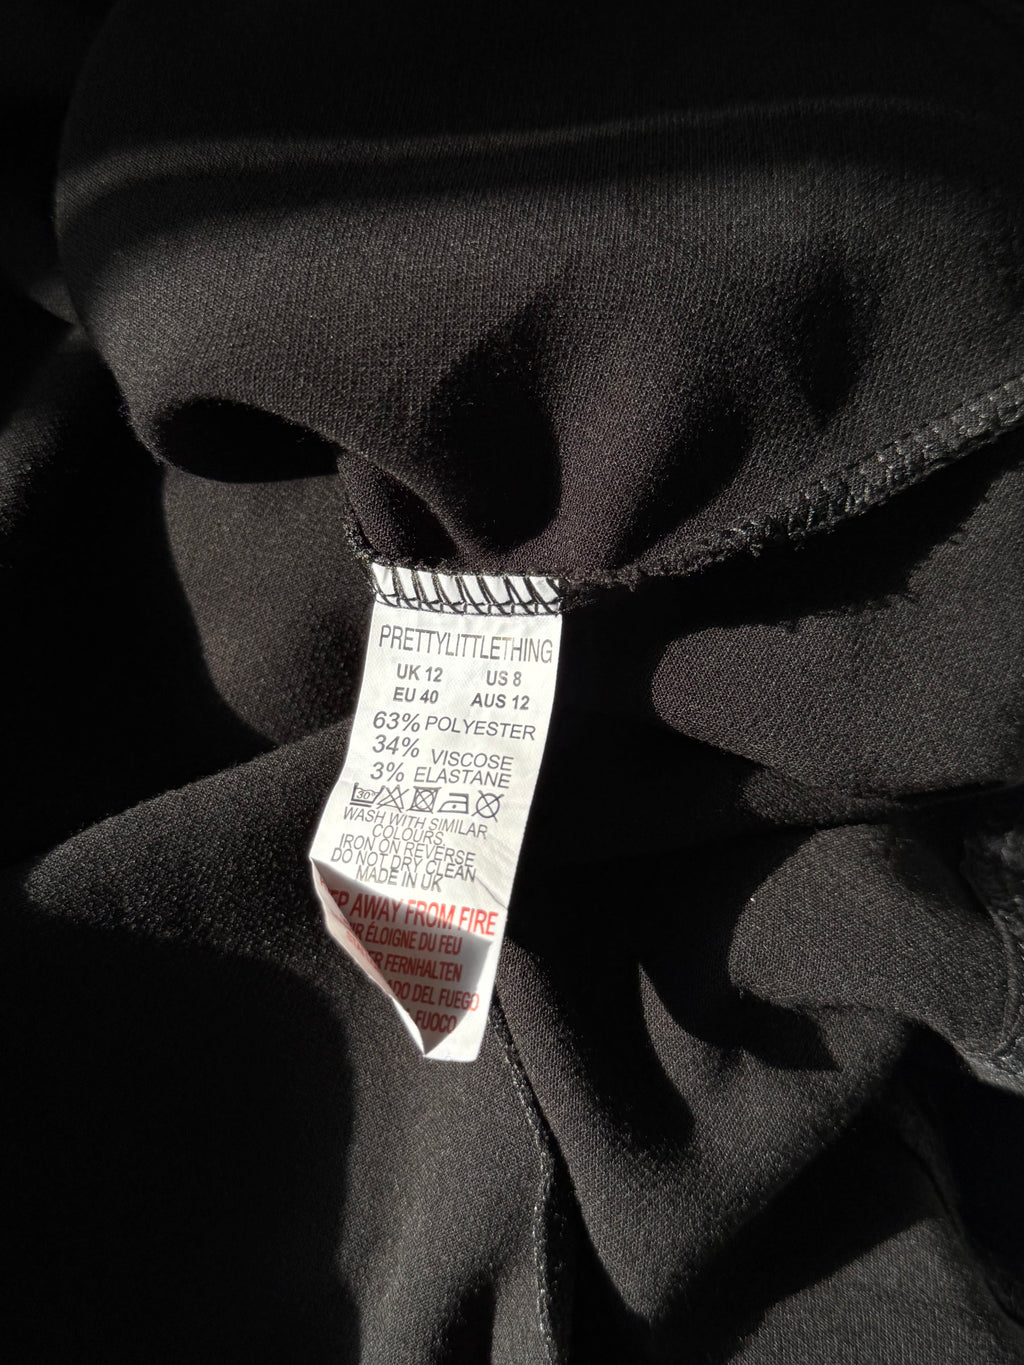 PRETTYLITTLETHING
UK 12 US 8
EU 40 AUS 12
63% POLYESTER
34% VISCOSE
3% ELASTANE
30°
WASH WITH SIMILAR
COLOURS
IRON ON REVERSE
DO NOT DRY CLEAN
MADE IN UK
AWAY FROM FIRE
ÉLOIGNE DU FEU
FERNHALTEN
DEL FUEGO
FUOCO